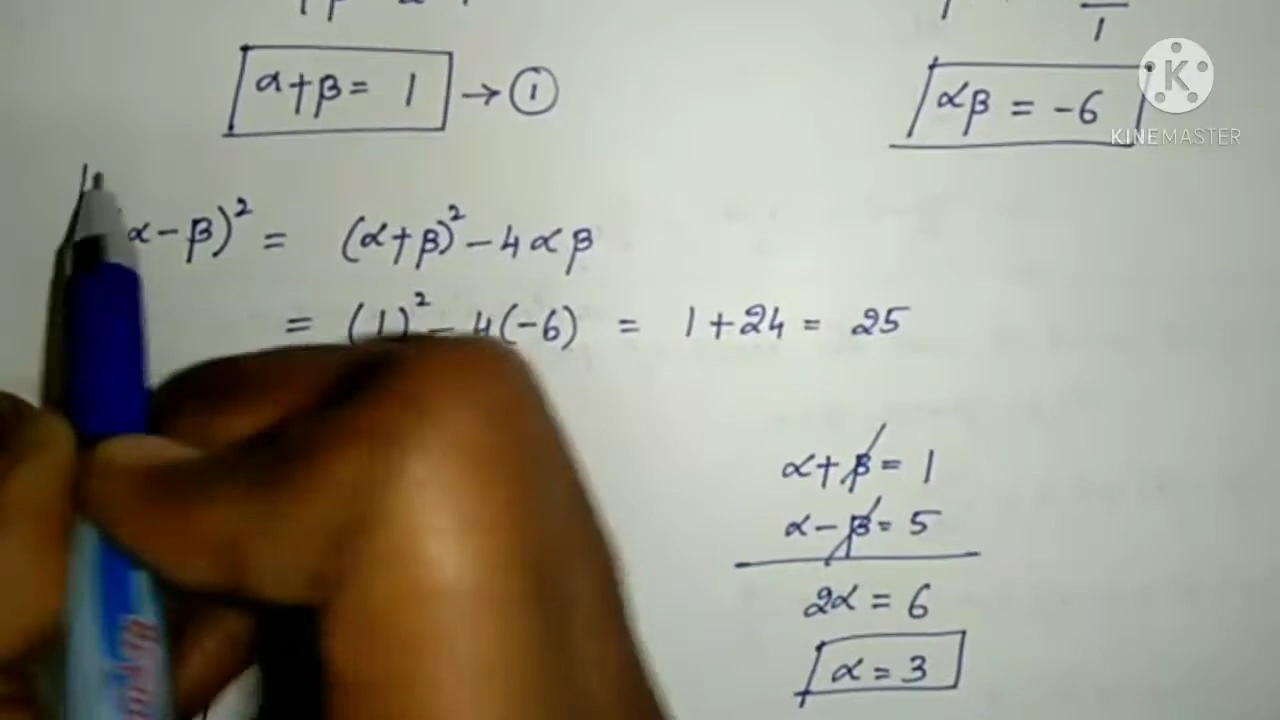 α+β = 1 → ①
αβ = -6
K
KINEMASTER
α-β)² = (α+β)² - 4αβ
= (1)² - 4(-6) = 1+24 = 25
α+β = 1
α-β = 5
2α = 6
α = 3